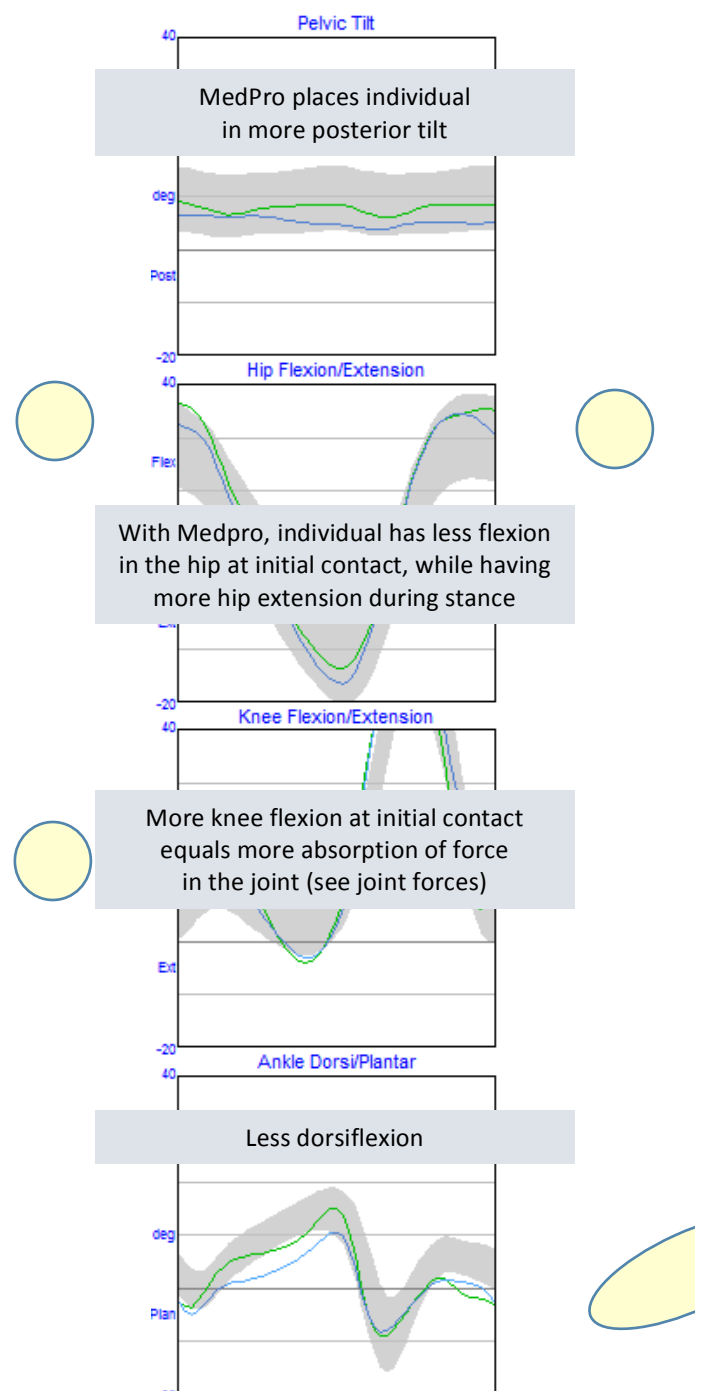 Pelvic Tilt
40
MedPro places individual
in more posterior tilt
deg
Post
-20
Hip Flexion/Extension
40
Flex
With Medpro, individual has less flexion
in the hip at initial contact, while having
more hip extension during stance
-20
Knee Flexion/Extension
40
More knee flexion at initial contact
equals more absorption of force
in the joint (see joint forces)
Ext
-20
Ankle Dorsi/Plantar
40
Less dorsiflexion
deg
Plan